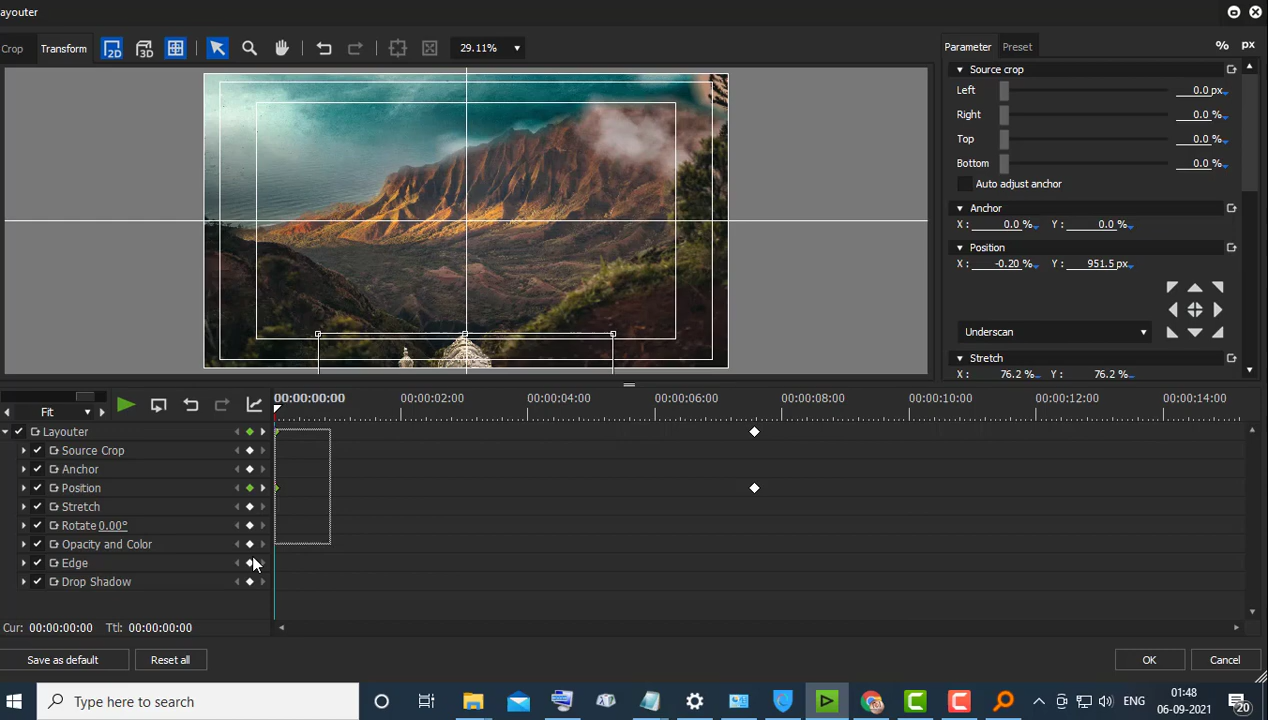 ayouter
Crop
Transform
2D
3D
29.11%
Parameter
Preset
%
px
Source crop
Left 0.0 px
Right 0.0 %
Top 0.0 %
Bottom 0.0 %
Auto adjust anchor
Anchor
X : 0.0 % Y : 0.0 %
Position
X : -0.20 % Y : 951.5 px
Underscan
Stretch
X : 76.2 % Y : 76.2 %
Fit
00:00:00:00 00:00:02:00 00:00:04:00 00:00:06:00 00:00:08:00 00:00:10:00 00:00:12:00 00:00:14:00
Layouter
Source Crop
Anchor
Position
Stretch
Rotate 0.00°
Opacity and Color
Edge
Drop Shadow
Cur: 00:00:00:00 Ttl: 00:00:00:00
Save as default
Reset all
OK
Cancel
Type here to search
ENG
01:48
06-09-2021
20